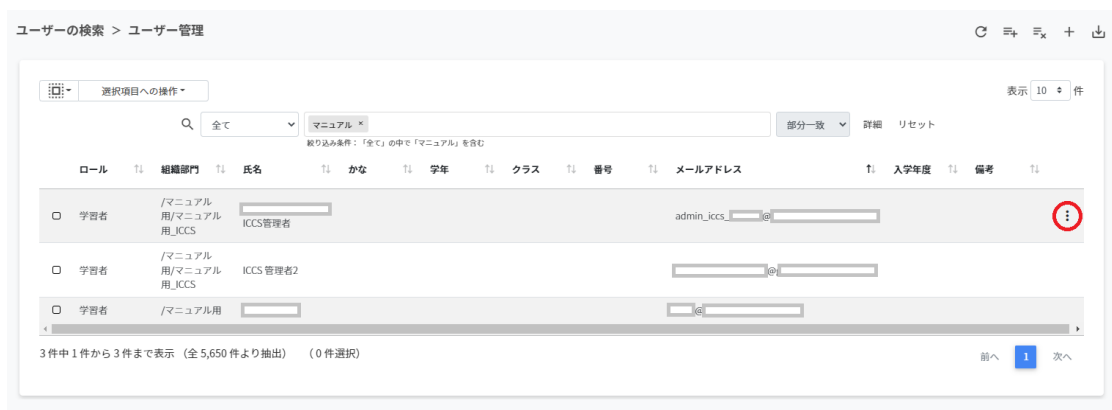 ユーザーの検索 > ユーザー管理
選択項目への操作
表示 10 件
全て マニュアル × 部分一致 詳細 リセット
絞り込み条件：「全て」の中で「マニュアル」を含む
ロール 組織部門 氏名 かな 学年 クラス 番号 メールアドレス 入学年度 備考
学習者 /マニュアル用/マニュアル用_ICCS ICCS管理者 admin_iccs_ @
学習者 /マニュアル用/マニュアル用_ICCS ICCS 管理者2 @
学習者 /マニュアル用 @
3 件中 1 件から 3 件まで表示 （全 5,650 件より抽出） （ 0 件選択）
前へ 1 次へ